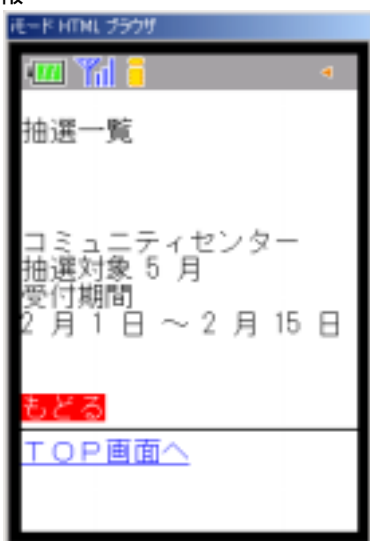 iモード HTML ブラウザ
抽選一覧
コミュニティセンター
抽選対象 5 月
受付期間
2 月 1 日 ～ 2 月 15 日
もどる
ＴＯＰ画面へ